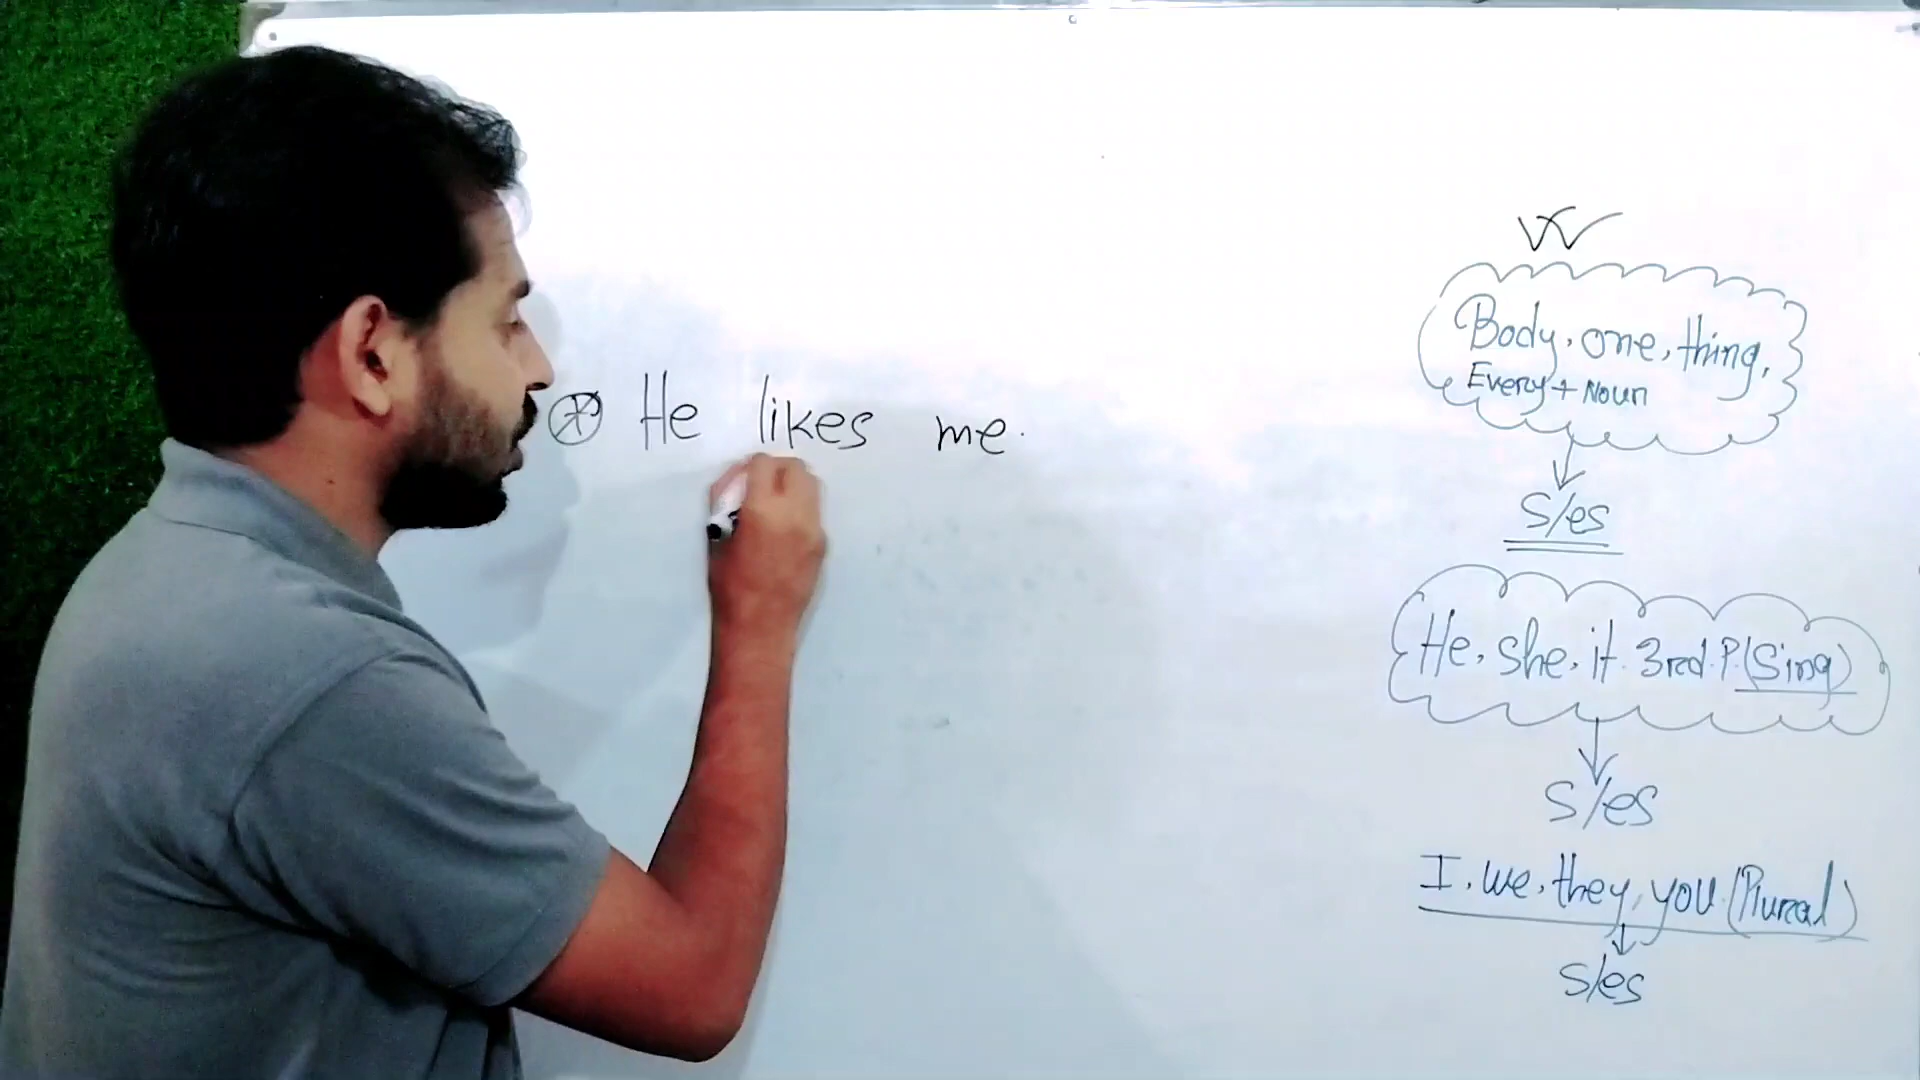 He likes me.
Body, one, thing,
Every + Noun
S/es
He, she, it 3rd P. (Sing)
S/es
I, we, they, you (Plural)
S/es